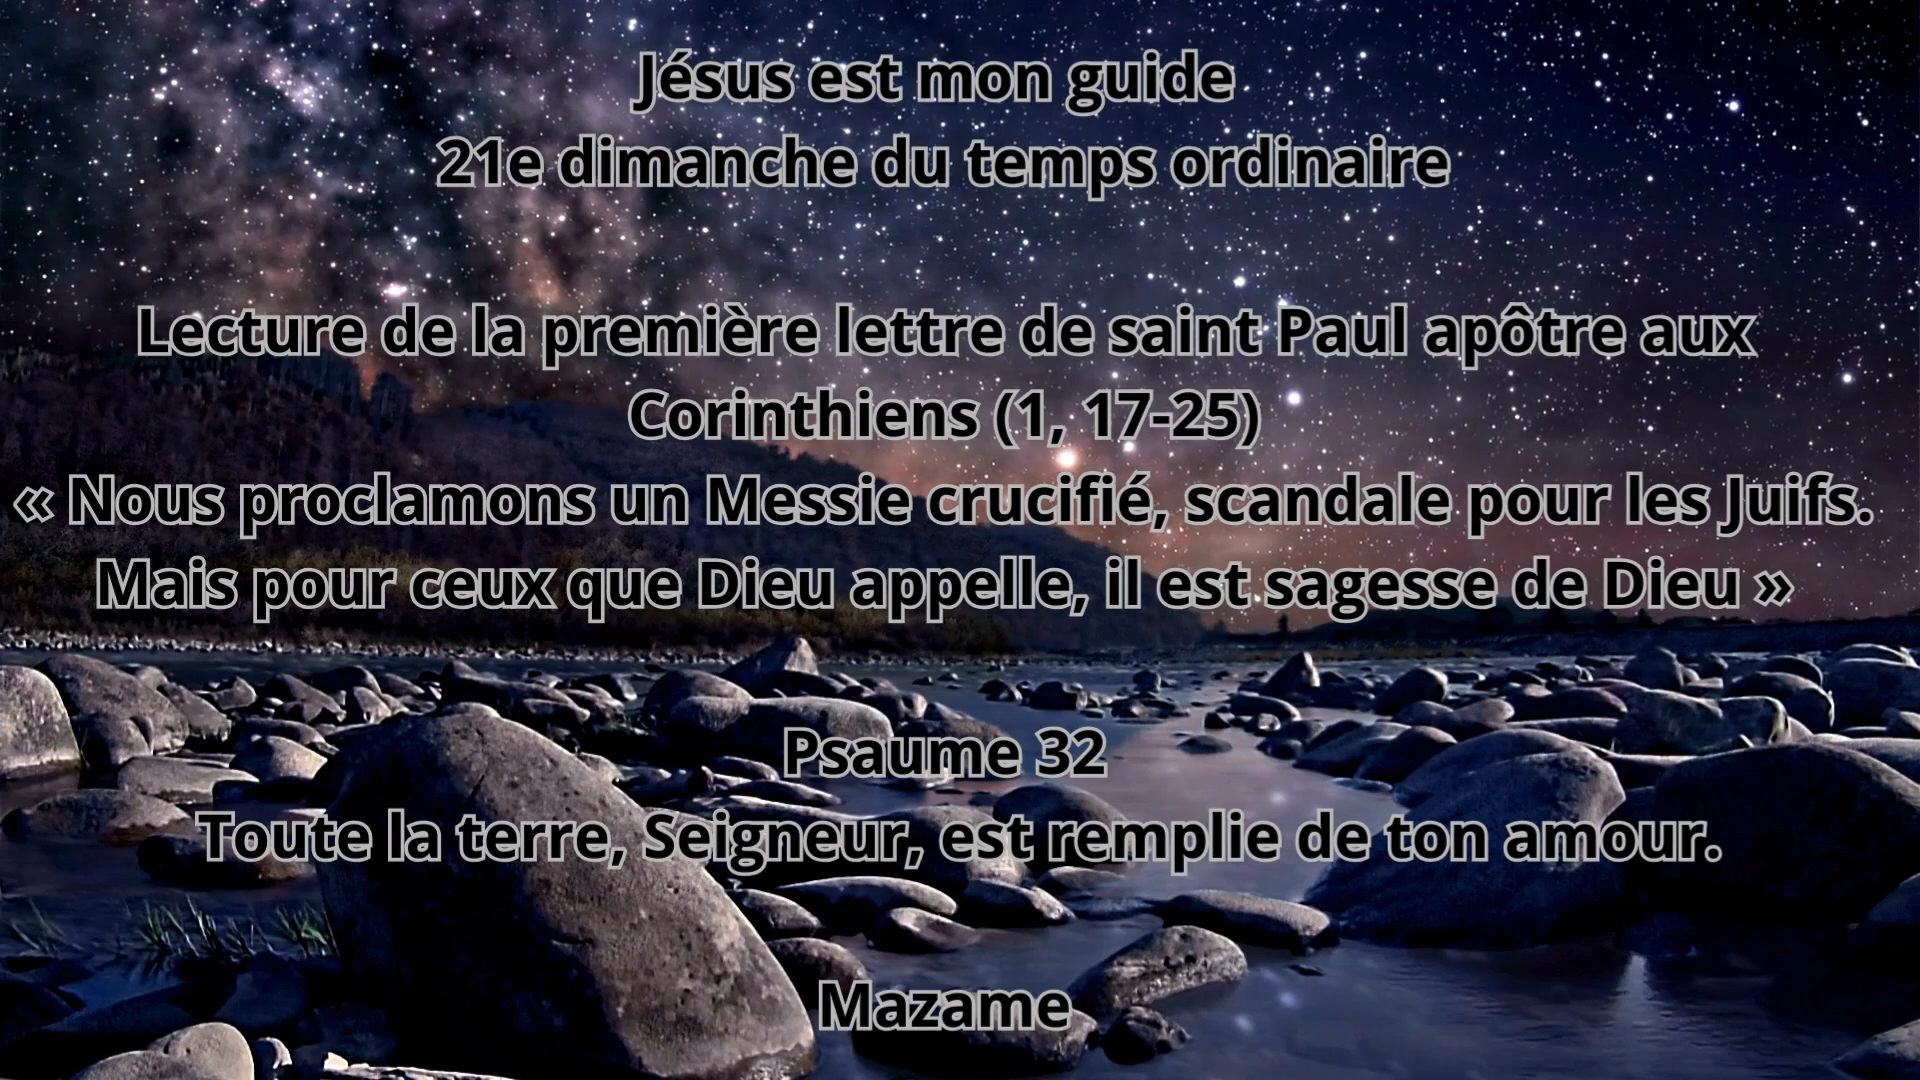 Jésus est mon guide
21e dimanche du temps ordinaire
Lecture de la première lettre de saint Paul apôtre aux
Corinthiens (1, 17-25)
« Nous proclamons un Messie crucifié, scandale pour les Juifs.
Mais pour ceux que Dieu appelle, il est sagesse de Dieu »
Psaume 32
Toute la terre, Seigneur, est remplie de ton amour.
Mazame